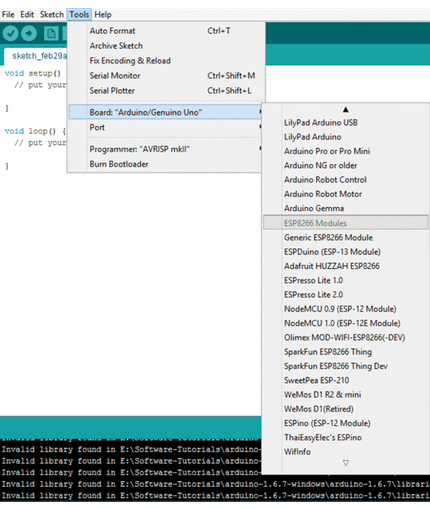 File Edit Sketch Tools Help
Auto Format Ctrl+T
Archive Sketch
Fix Encoding & Reload
Serial Monitor Ctrl+Shift+M
Serial Plotter Ctrl+Shift+L
Board: "Arduino/Genuino Uno"
Port
Programmer: "AVRISP mkII"
Burn Bootloader
sketch_feb29a
void setup()
// put your
}
void loop() {
// put your
}
LilyPad Arduino USB
LilyPad Arduino
Arduino Pro or Pro Mini
Arduino NG or older
Arduino Robot Control
Arduino Robot Motor
Arduino Gemma
ESP8266 Modules
Generic ESP8266 Module
ESPDuino (ESP-13 Module)
Adafruit HUZZAH ESP8266
ESPresso Lite 1.0
ESPresso Lite 2.0
NodeMCU 0.9 (ESP-12 Module)
NodeMCU 1.0 (ESP-12E Module)
Olimex MOD-WIFI-ESP8266(-DEV)
SparkFun ESP8266 Thing
SparkFun ESP8266 Thing Dev
SweetPea ESP-210
WeMos D1 R2 & mini
WeMos D1(Retired)
ESPino (ESP-12 Module)
ThaiEasyElec's ESPino
WifInfo
Invalid library found in E:\Software-Tutorials\arduino-
Invalid library found in E:\Software-Tutorials\arduino-
Invalid library found in E:\Software-Tutorials\arduino-
Invalid library found in E:\Software-Tutorials\arduino-1.6.7-windows\arduino-1.6.7\librari
Invalid library found in E:\Software-Tutorials\arduino-1.6.7-windows\arduino-1.6.7\librari